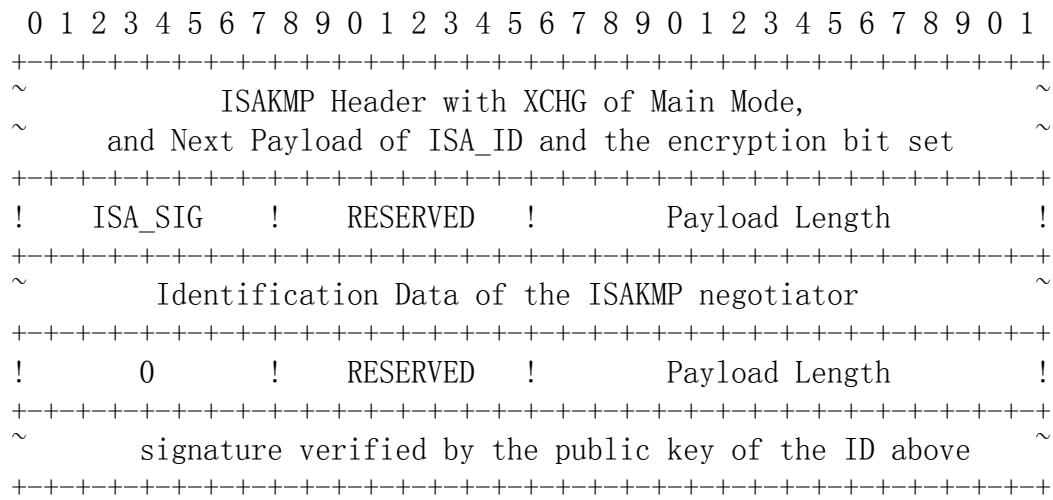 0 1 2 3 4 5 6 7 8 9 0 1 2 3 4 5 6 7 8 9 0 1 2 3 4 5 6 7 8 9 0 1
+-+-+-+-+-+-+-+-+-+-+-+-+-+-+-+-+-+-+-+-+-+-+-+-+-+-+-+-+-+-+-+-+
~ ISAKMP Header with XCHG of Main Mode, ~
~ and Next Payload of ISA_ID and the encryption bit set ~
+-+-+-+-+-+-+-+-+-+-+-+-+-+-+-+-+-+-+-+-+-+-+-+-+-+-+-+-+-+-+-+-+
! ISA_SIG ! RESERVED ! Payload Length !
+-+-+-+-+-+-+-+-+-+-+-+-+-+-+-+-+-+-+-+-+-+-+-+-+-+-+-+-+-+-+-+-+
~ Identification Data of the ISAKMP negotiator ~
+-+-+-+-+-+-+-+-+-+-+-+-+-+-+-+-+-+-+-+-+-+-+-+-+-+-+-+-+-+-+-+-+
! 0 ! RESERVED ! Payload Length !
+-+-+-+-+-+-+-+-+-+-+-+-+-+-+-+-+-+-+-+-+-+-+-+-+-+-+-+-+-+-+-+-+
~ signature verified by the public key of the ID above ~
+-+-+-+-+-+-+-+-+-+-+-+-+-+-+-+-+-+-+-+-+-+-+-+-+-+-+-+-+-+-+-+-+